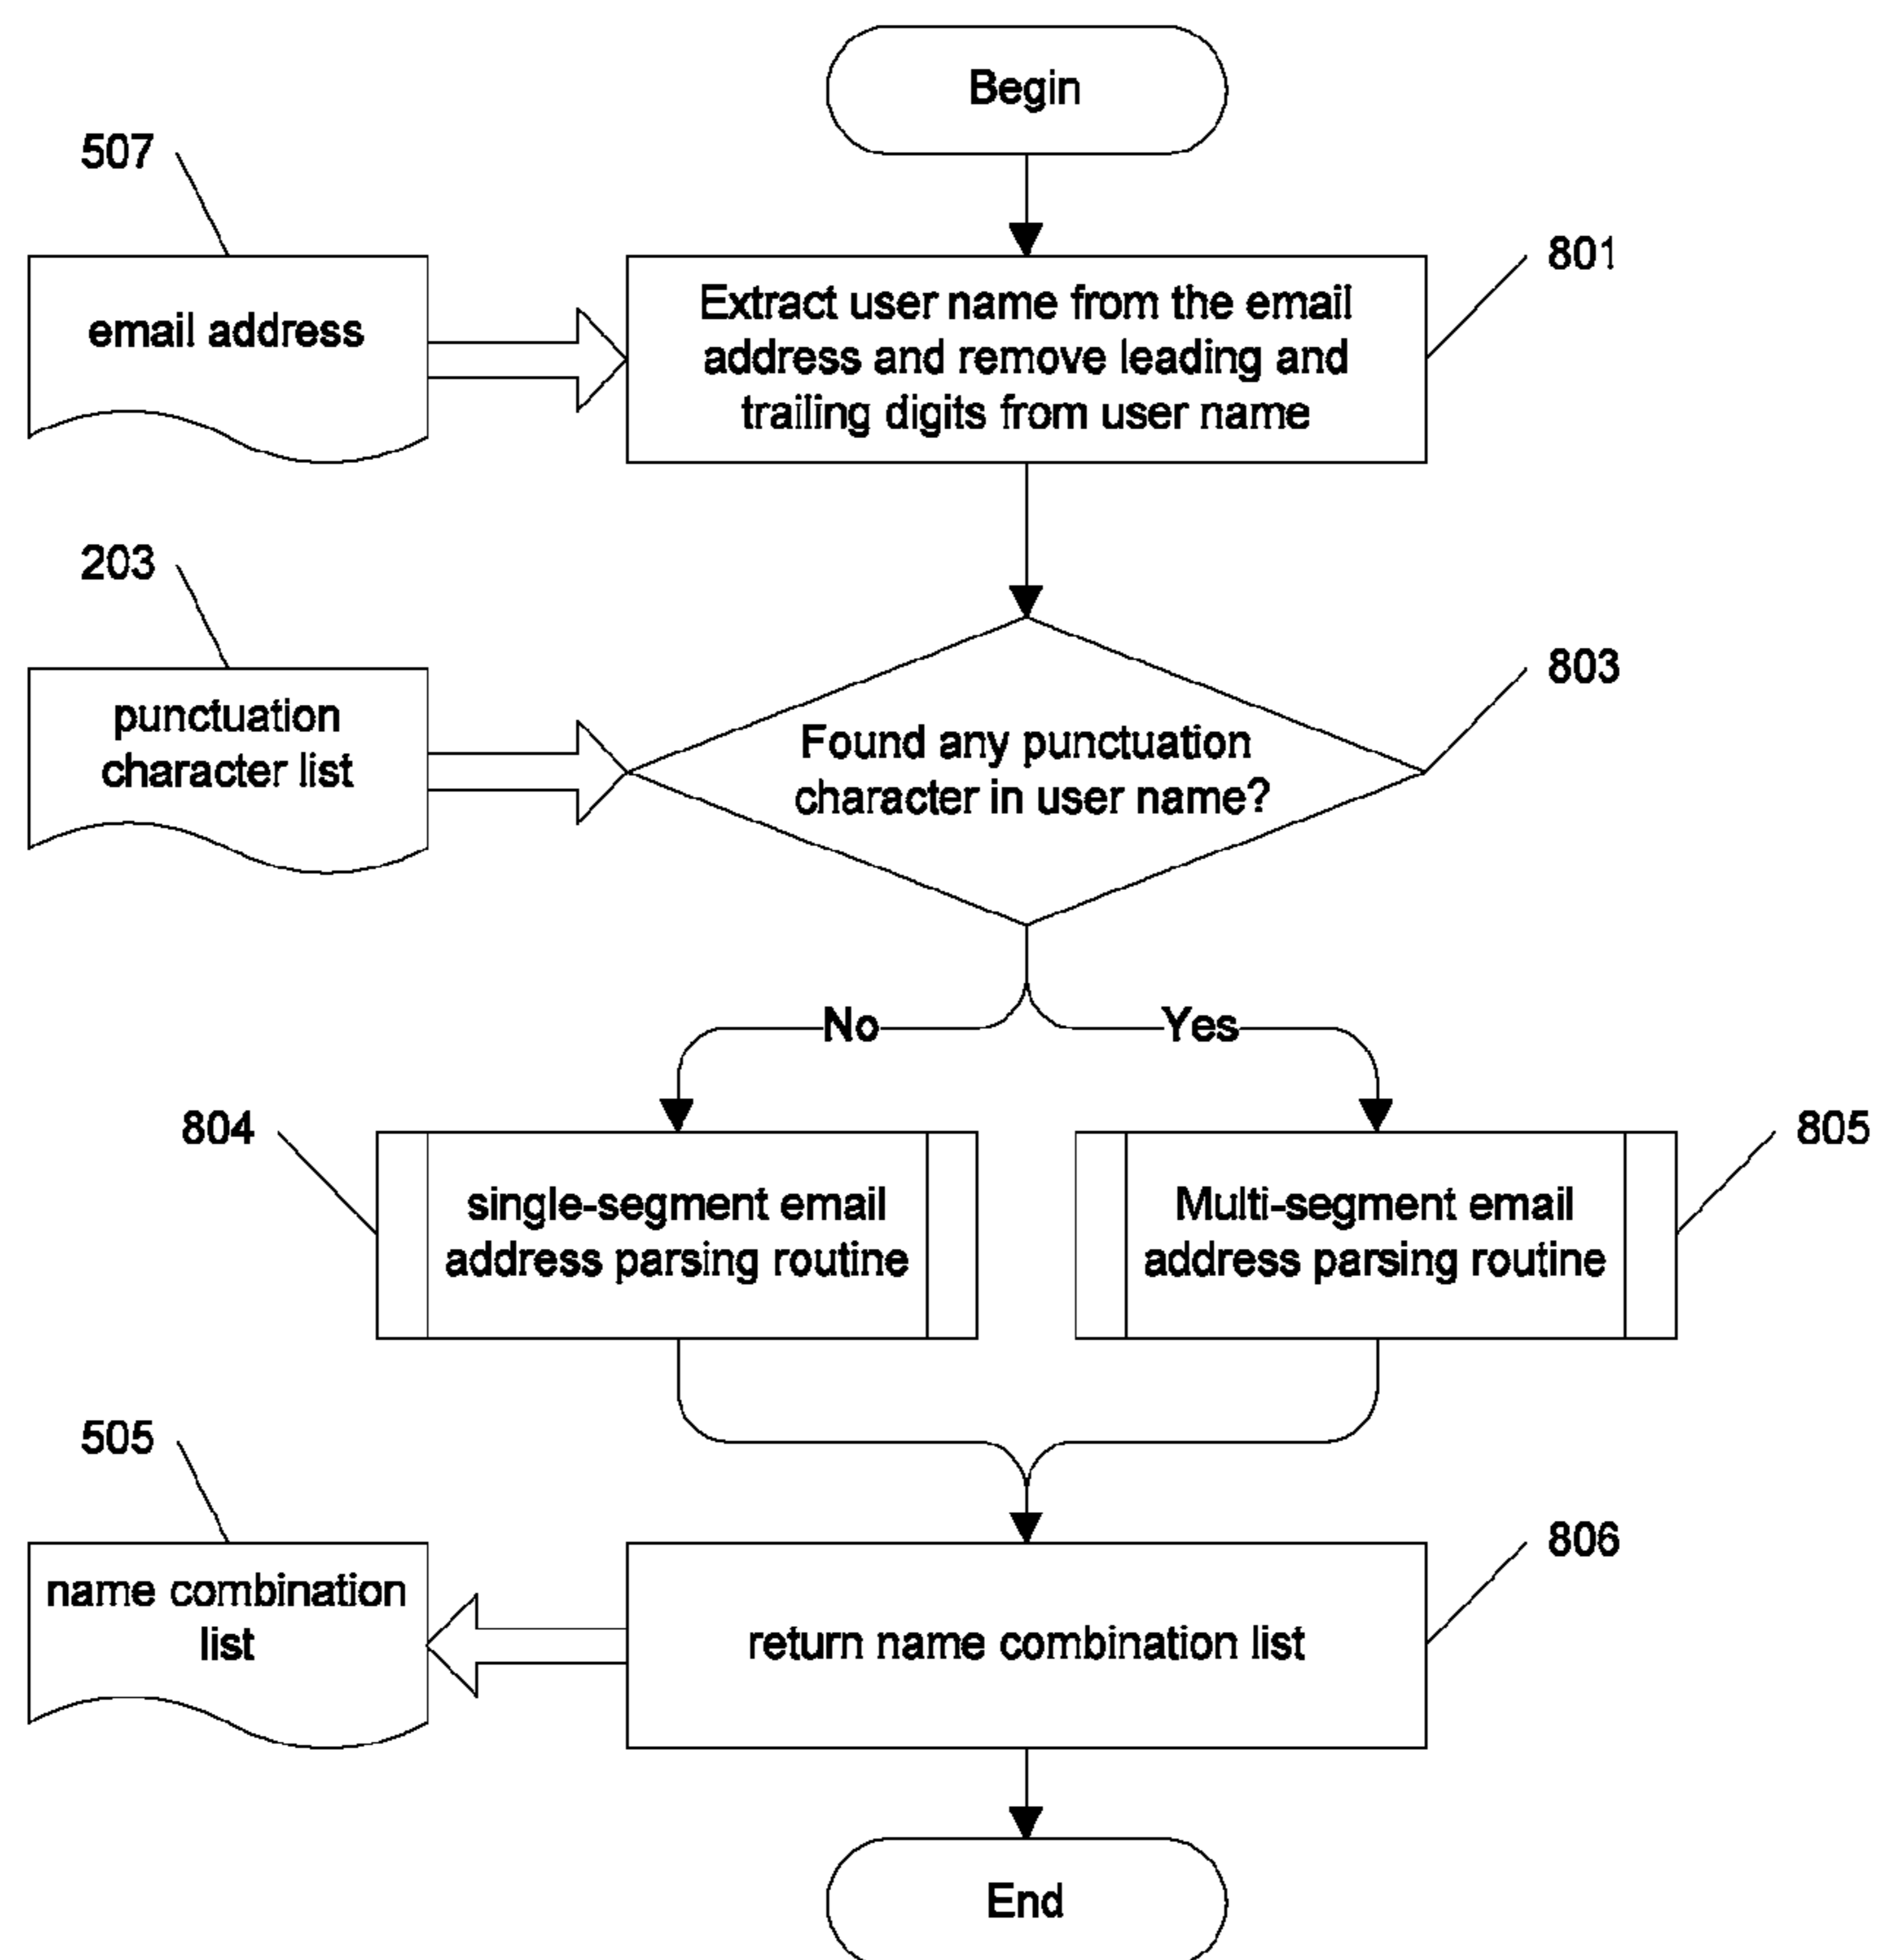 Begin
507
801
email address
Extract user name from the email
address and remove leading and
trailing digits from user name
203
803
punctuation
character list
Found any punctuation
character in user name?
No
Yes
804
805
single-segment email
address parsing routine
Multi-segment email
address parsing routine
505
806
name combination
list
return name combination list
End